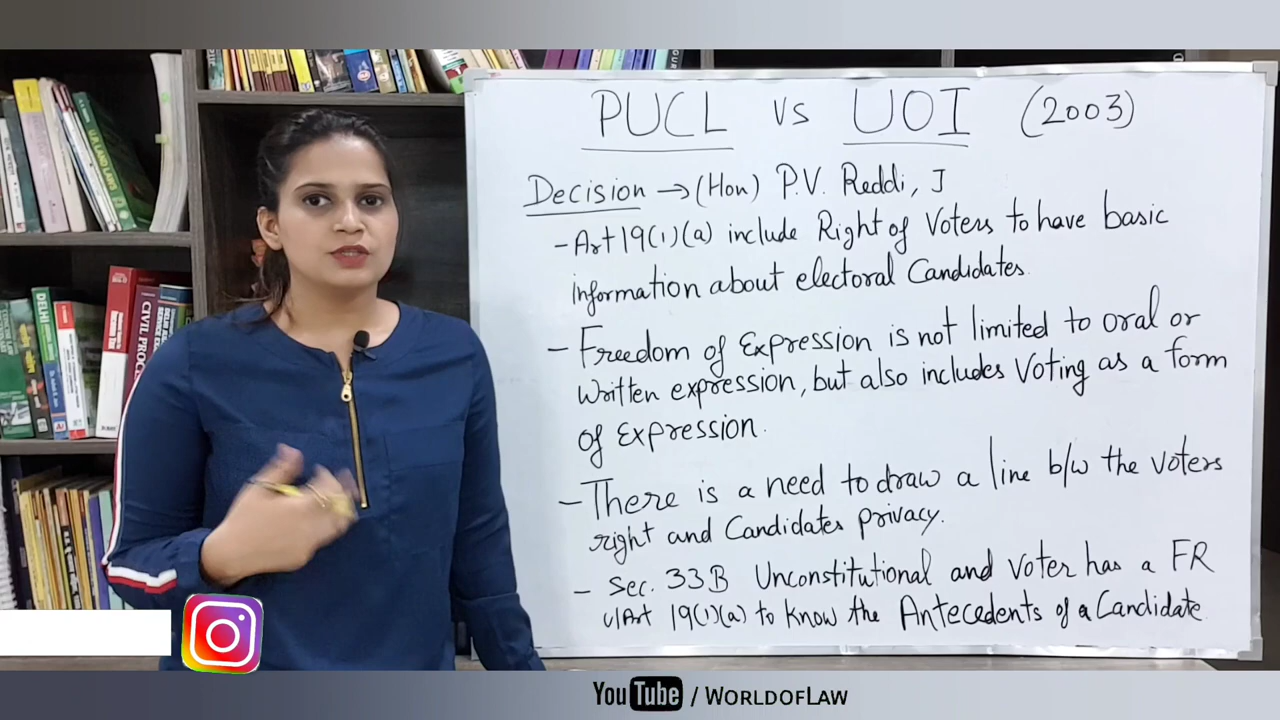 PUCL vs UOI (2003)
Decision → (Hon) P.V. Reddi, J
- Art 19(1)(a) include Right of Voters to have basic
information about electoral Candidates.
- Freedom of Expression is not limited to oral or
written expression, but also includes Voting as a form
of Expression.
- There is a need to draw a line b/w the voters
right and Candidates privacy.
- Sec. 33B Unconstitutional and voter has a FR
u/Art 19(1)(a) to know the Antecedents of a Candidate.
DELHI
CIVIL PROC
YouTube / WORLDOFLAW